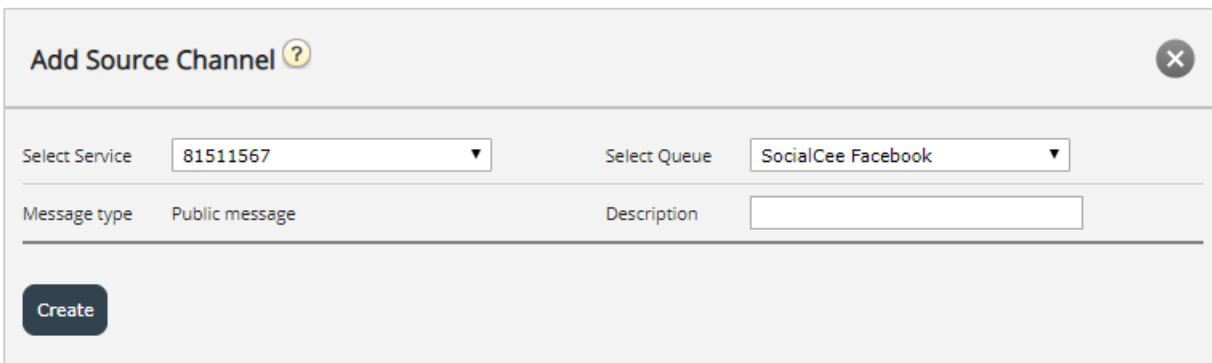 Add Source Channel ?
Select Service 81511567 Select Queue SocialCee Facebook
Message type Public message Description
Create